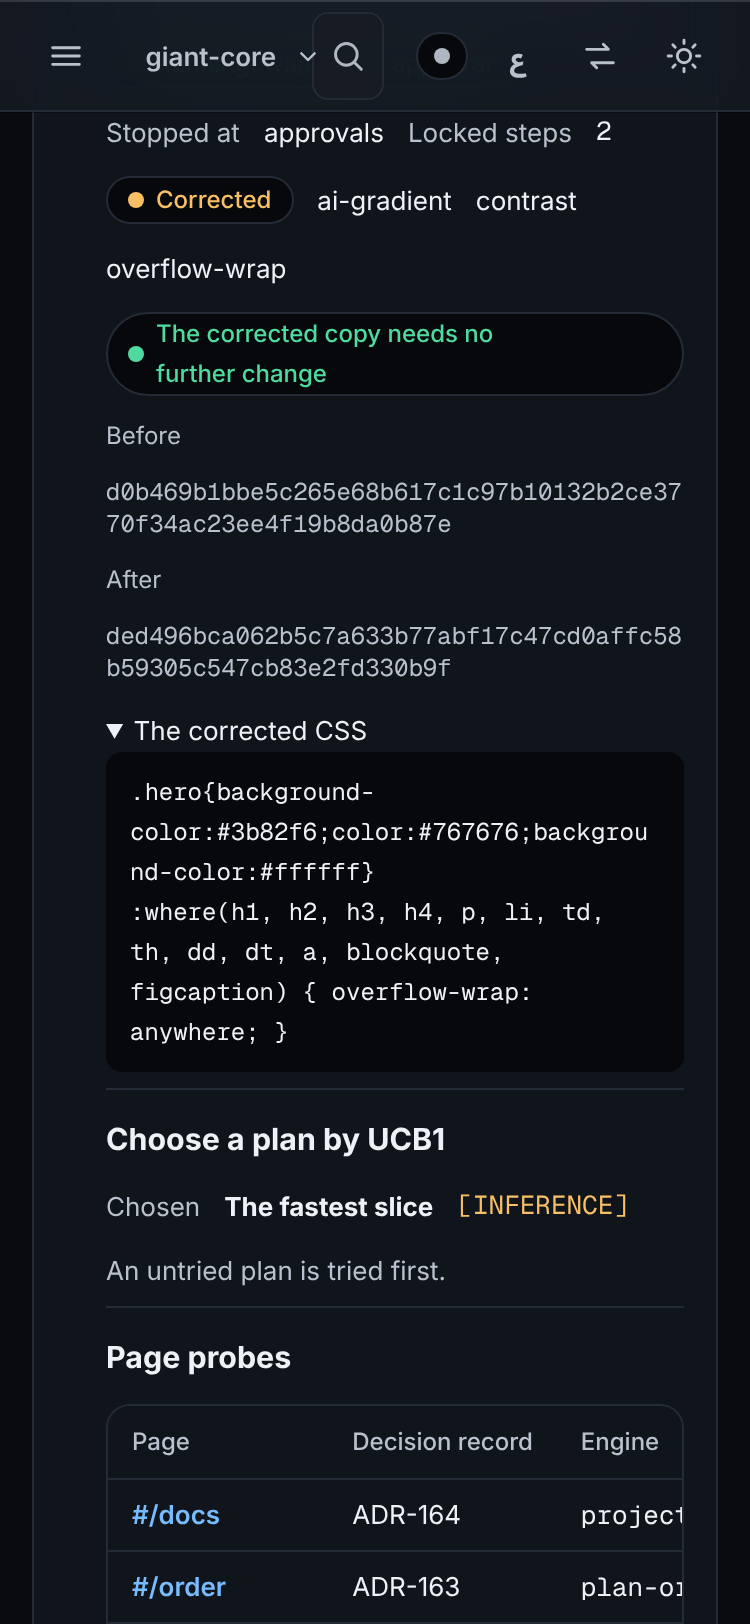 giant-core
ع
Stopped at approvals Locked steps 2
Corrected ai-gradient contrast
overflow-wrap
The corrected copy needs no
further change
Before
d0b469b1bbe5c265e68b617c1c97b10132b2ce37
70f34ac23ee4f19b8da0b87e
After
ded496bca062b5c7a633b77abf17c47cd0affc58
b59305c547cb83e2fd330b9f
The corrected CSS
.hero{background-
color:#3b82f6;color:#767676;backgrou
nd-color:#ffffff}
:where(h1, h2, h3, h4, p, li, td,
th, dd, dt, a, blockquote,
figcaption) { overflow-wrap:
anywhere; }
Choose a plan by UCB1
Chosen The fastest slice [INFERENCE]
An untried plan is tried first.
Page probes
Page Decision record Engine
#/docs ADR-164 project
#/order ADR-163 plan-or